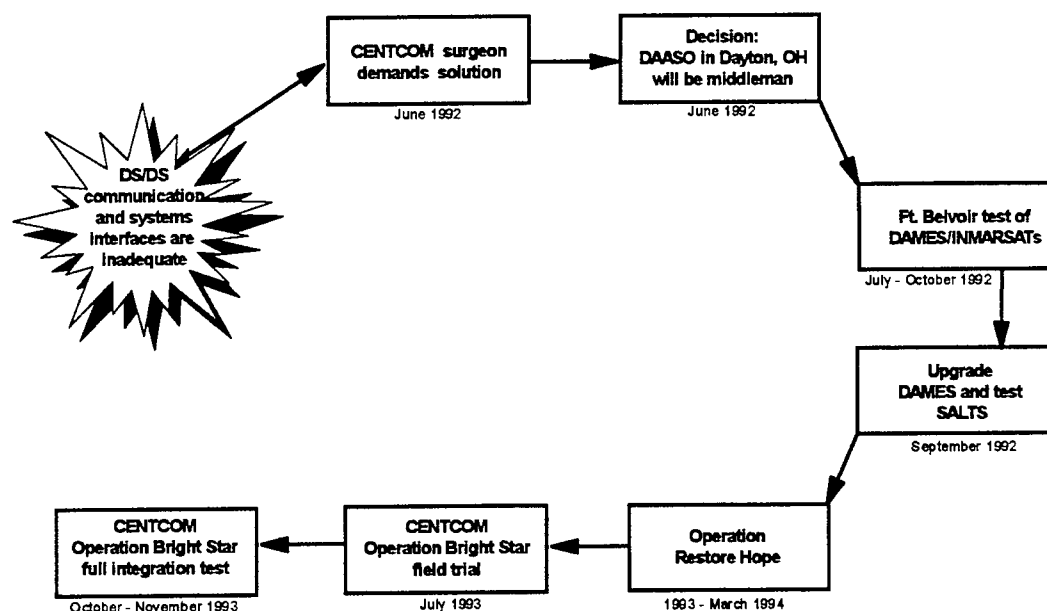 DS/DS
communication
and systems
interfaces are
inadequate
CENTCOM surgeon
demands solution
June 1992
Decision:
DAASO in Dayton, OH
will be middleman
June 1992
Ft. Belvoir test of
DAMES/INMARSATs
July - October 1992
Upgrade
DAMES and test
SALTS
September 1992
Operation
Restore Hope
1993 - March 1994
CENTCOM
Operation Bright Star
field trial
July 1993
CENTCOM
Operation Bright Star
full integration test
October - November 1993